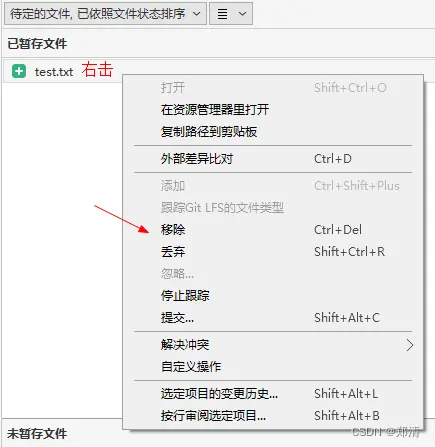 待定的文件, 已依照文件状态排序
已暂存文件
test.txt 右击
打开 Shift+Ctrl+O
在资源管理器里打开
复制路径到剪贴板
外部差异比对 Ctrl+D
添加 Ctrl+Shift+Plus
跟踪Git LFS的文件类型
移除 Ctrl+Del
丢弃 Shift+Ctrl+R
忽略...
停止跟踪
提交... Shift+Alt+C
解决冲突
自定义操作
选定项目的变更历史... Shift+Alt+L
按行审阅选定项目... Shift+Alt+B
未暂存文件
CSDN @郑清